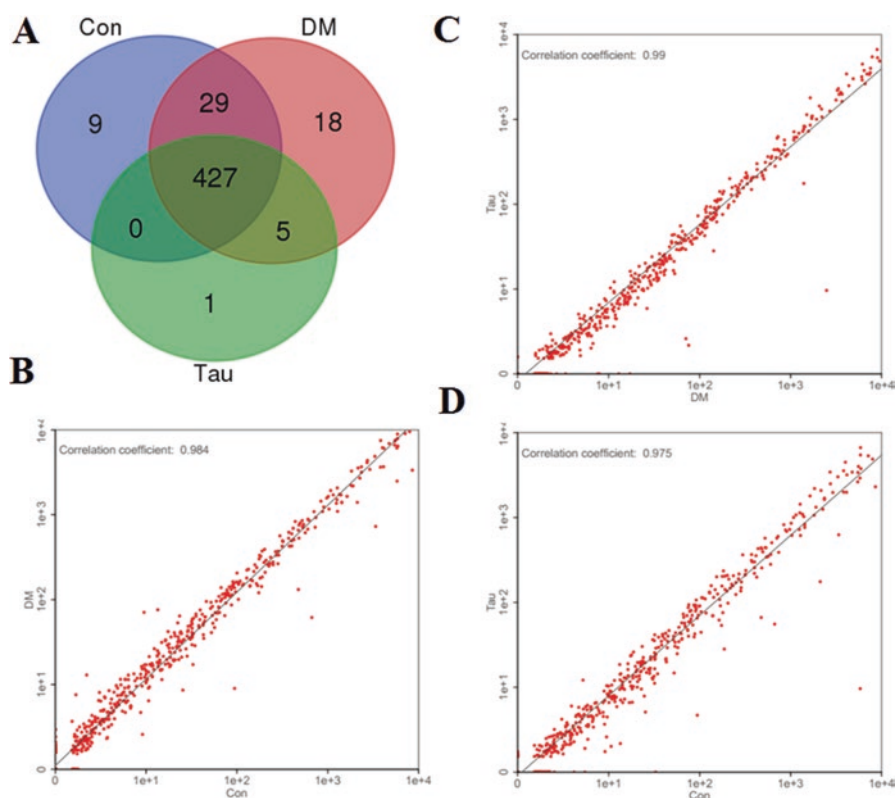 A
Con
DM
9
29
18
427
0
5
1
Tau
C
Correlation coefficient: 0.99
1e+4
1e+3
1e+2
1e+1
0
Tau
0
1e+1
1e+2
1e+3
1e+4
DM
B
Correlation coefficient: 0.984
1e+4
1e+3
1e+2
1e+1
0
DM
0
1e+1
1e+2
1e+3
1e+4
Con
D
Correlation coefficient: 0.975
1e+4
1e+3
1e+2
1e+1
0
Tau
0
1e+1
1e+2
1e+3
1e+4
Con